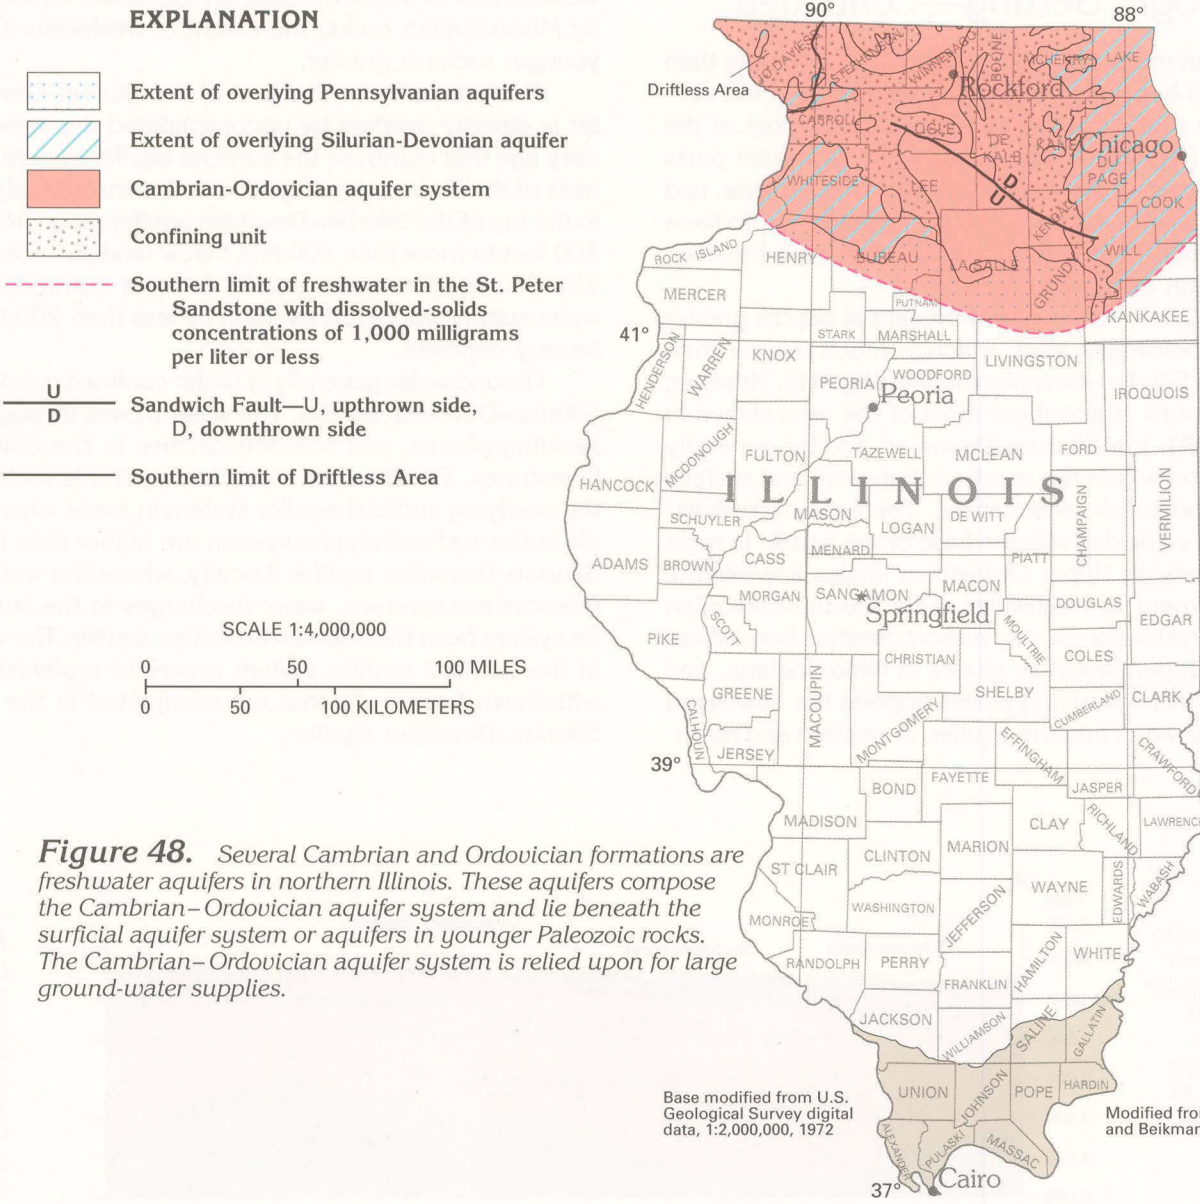 EXPLANATION
Extent of overlying Pennsylvanian aquifers
Extent of overlying Silurian-Devonian aquifer
Cambrian-Ordovician aquifer system
Confining unit
Southern limit of freshwater in the St. Peter
Sandstone with dissolved-solids
concentrations of 1,000 milligrams
per liter or less
U
D
Sandwich Fault—U, upthrown side,
D, downthrown side
Southern limit of Driftless Area
SCALE 1:4,000,000
0 50 100 MILES
0 50 100 KILOMETERS
Figure 48. Several Cambrian and Ordovician formations are
freshwater aquifers in northern Illinois. These aquifers compose
the Cambrian–Ordovician aquifer system and lie beneath the
surficial aquifer system or aquifers in younger Paleozoic rocks.
The Cambrian–Ordovician aquifer system is relied upon for large
ground-water supplies.
90°
88°
JO DAVIESS
STEPHENSON
WINNEBAGO
BOONE
MCHENRY
LAKE
Driftless Area
Rockford
CARROLL
OGLE
DE
KALB
KANE
Chicago
DU
PAGE
WHITESIDE
LEE
D
U
COOK
KENDALL
ROCK ISLAND
HENRY
BUREAU
LA SALLE
WILL
MERCER
GRUNDY
PUTNAM
KANKAKEE
41°
STARK
MARSHALL
HENDERSON
WARREN
KNOX
PEORIA
WOODFORD
LIVINGSTON
Peoria
IROQUOIS
MCDONOUGH
FULTON
TAZEWELL
MCLEAN
FORD
HANCOCK
ILLINOIS
SCHUYLER
MASON
LOGAN
DE WITT
CHAMPAIGN
VERMILION
ADAMS
BROWN
CASS
MENARD
PIATT
MORGAN
SANGAMON
MACON
DOUGLAS
Springfield
EDGAR
PIKE
SCOTT
MOULTRIE
COLES
CHRISTIAN
GREENE
MACOUPIN
SHELBY
CUMBERLAND
CLARK
CALHOUN
JERSEY
MONTGOMERY
EFFINGHAM
CRAWFORD
39°
FAYETTE
BOND
JASPER
MADISON
CLAY
RICHLAND
LAWRENC
MARION
CLINTON
ST CLAIR
WAYNE
EDWARDS
WABASH
WASHINGTON
MONROE
JEFFERSON
RANDOLPH
PERRY
HAMILTON
WHITE
FRANKLIN
JACKSON
WILLIAMSON
SALINE
GALLATIN
UNION
JOHNSON
POPE
HARDIN
Base modified from U.S.
Geological Survey digital
data, 1:2,000,000, 1972
Modified fro
and Beikman
ALEXANDER
PULASKI
MASSAC
Cairo
37°